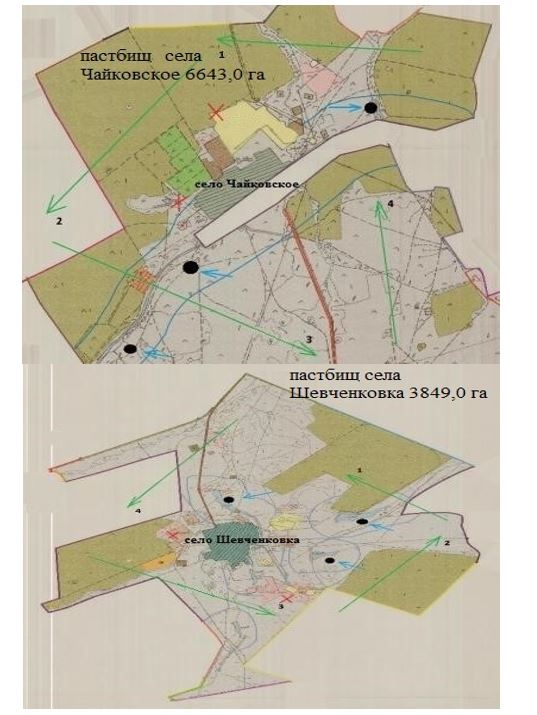 пастбищ села 1
Чайковское 6643,0 га
село Чайковское
2
4
3
пастбищ села
Шевченковка 3849,0 га
1
4
село Шевченковка
2
3